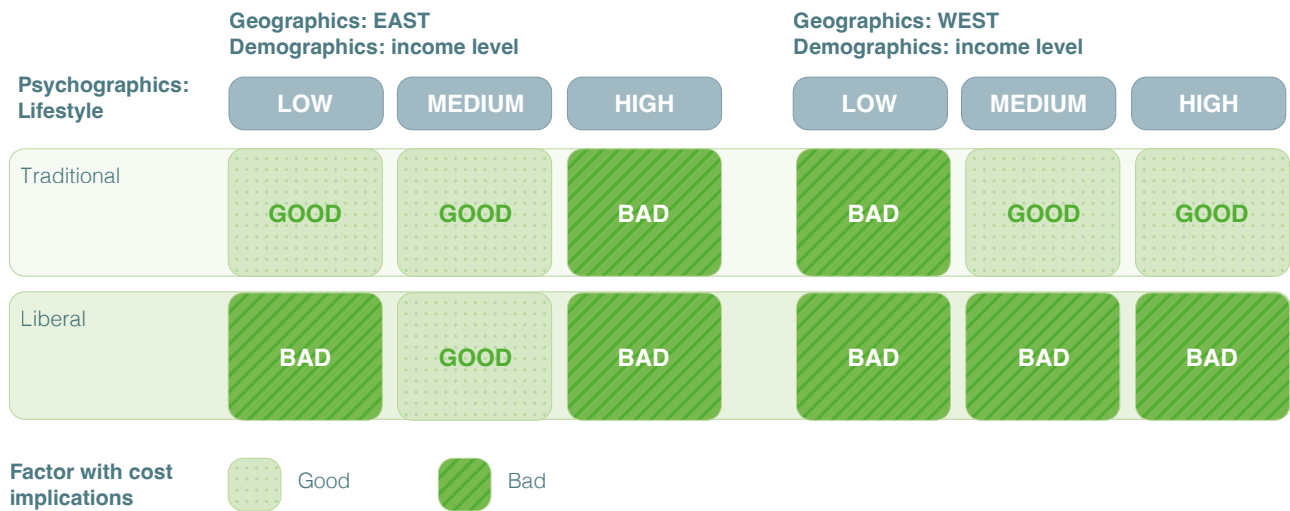 Geographics: EAST
Demographics: income level
Geographics: WEST
Demographics: income level
Psychographics:
Lifestyle
LOW
MEDIUM
HIGH
LOW
MEDIUM
HIGH
Traditional
GOOD
GOOD
BAD
BAD
GOOD
GOOD
Liberal
BAD
GOOD
BAD
BAD
BAD
BAD
Factor with cost
implications
Good
Bad